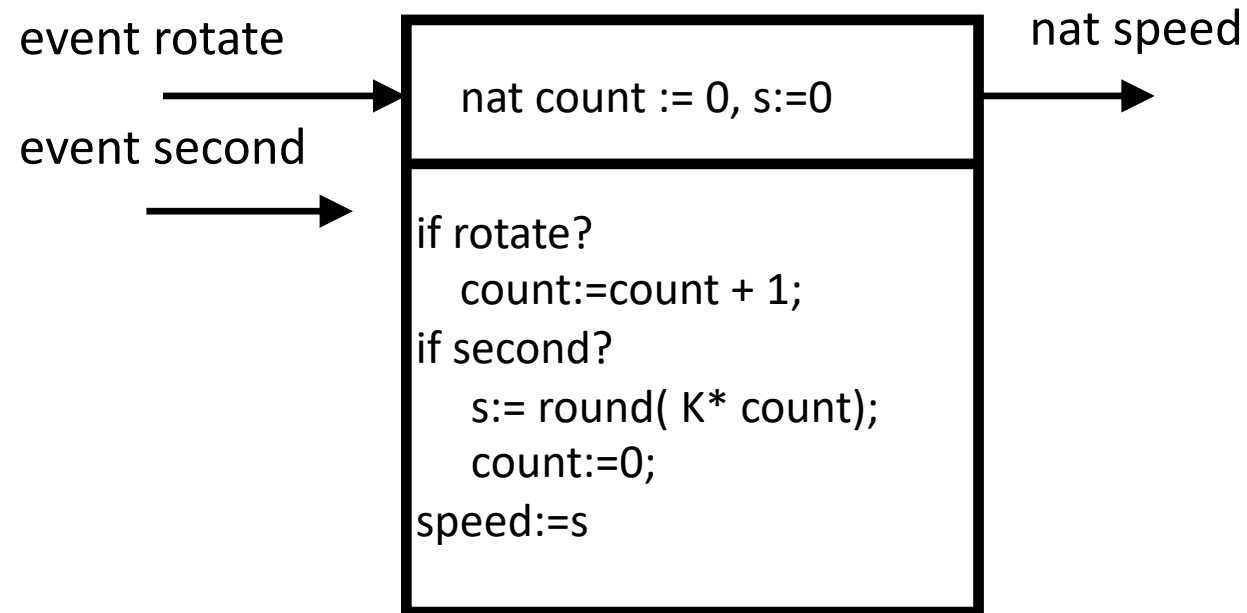 event rotate
nat speed
nat count := 0, s:=0
event second
if rotate?
count:=count + 1;
if second?
s:= round( K* count);
count:=0;
speed:=s